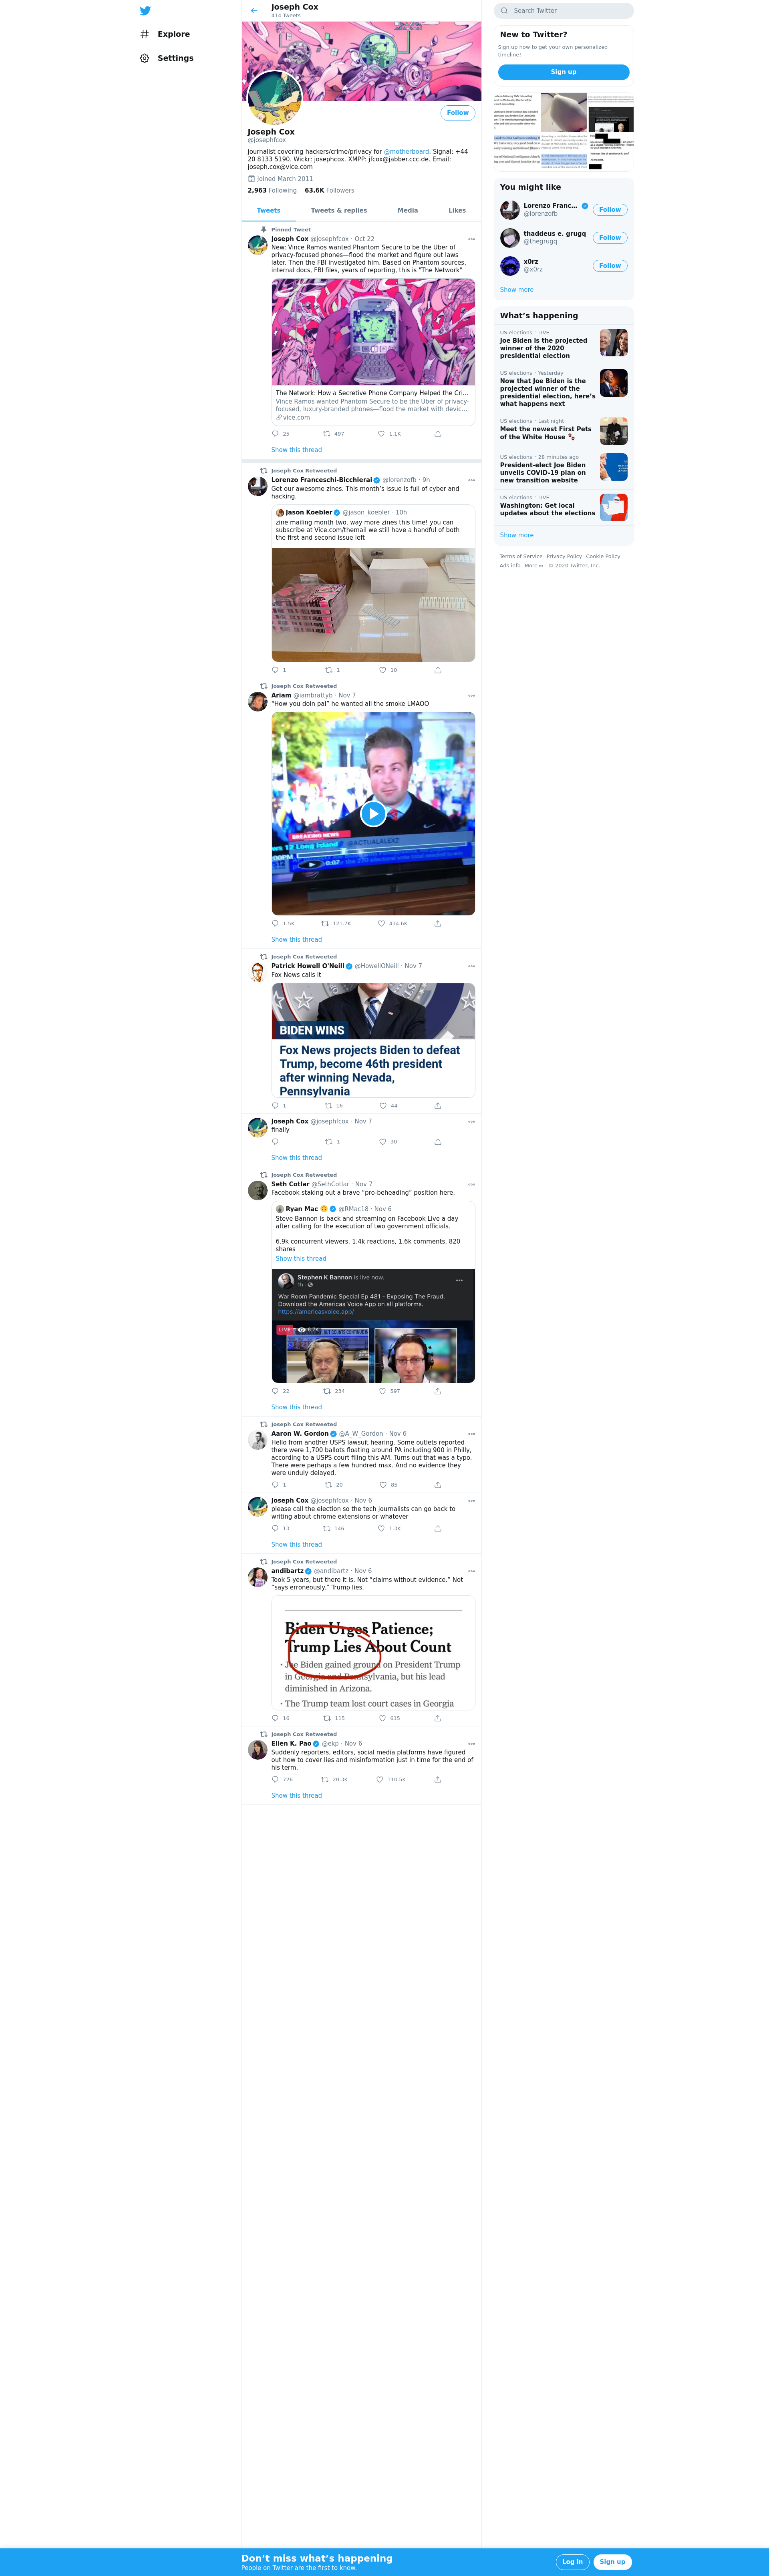 Explore
Settings
Joseph Cox
414 Tweets
Follow
Joseph Cox
@josephfcox
journalist covering hackers/crime/privacy for @motherboard. Signal: +44
20 8133 5190. Wickr: josephcox. XMPP: jfcox@jabber.ccc.de. Email:
joseph.cox@vice.com
Joined March 2011
2,963 Following 63.6K Followers
Tweets Tweets & replies Media Likes
Pinned Tweet
Joseph Cox @josephfcox · Oct 22
New: Vince Ramos wanted Phantom Secure to be the Uber of
privacy-focused phones—flood the market and figure out laws
later. Then the FBI investigated him. Based on Phantom sources,
internal docs, FBI files, years of reporting, this is "The Network"
The Network: How a Secretive Phone Company Helped the Cri...
Vince Ramos wanted Phantom Secure to be the Uber of privacy-
focused, luxury-branded phones—flood the market with devic...
vice.com
25 497 1.1K
Show this thread
Joseph Cox Retweeted
Lorenzo Franceschi-Bicchierai @lorenzofb · 9h
Get our awesome zines. This month's issue is full of cyber and
hacking.
Jason Koebler @jason_koebler · 10h
zine mailing month two. way more zines this time! you can
subscribe at Vice.com/themail we still have a handful of both
the first and second issue left
1 1 10
Joseph Cox Retweeted
Ariam @iambrattyb · Nov 7
"How you doin pal" he wanted all the smoke LMAOO
BREAKING NEWS
ws 12 Long Island
@ACTUALALEXZ
:00PM
0:07
1.5K 121.7K 434.6K
Show this thread
Joseph Cox Retweeted
Patrick Howell O'Neill @HowellONeill · Nov 7
Fox News calls it
BIDEN WINS
Fox News projects Biden to defeat
Trump, become 46th president
after winning Nevada,
Pennsylvania
1 16 44
Joseph Cox @josephfcox · Nov 7
finally
1 30
Show this thread
Joseph Cox Retweeted
Seth Cotlar @SethCotlar · Nov 7
Facebook staking out a brave "pro-beheading" position here.
Ryan Mac @RMac18 · Nov 6
Steve Bannon is back and streaming on Facebook Live a day
after calling for the execution of two government officials.
6.9k concurrent viewers, 1.4k reactions, 1.6k comments, 820
shares
Show this thread
Stephen K Bannon is live now.
1h ·
War Room Pandemic Special Ep 481 - Exposing The Fraud.
Download the Americas Voice App on all platforms.
https://americasvoice.app/
LIVE 6.7K
22 234 597
Show this thread
Joseph Cox Retweeted
Aaron W. Gordon @A_W_Gordon · Nov 6
Hello from another USPS lawsuit hearing. Some outlets reported
there were 1,700 ballots floating around PA including 900 in Philly,
according to a USPS court filing this AM. Turns out that was a typo.
There were perhaps a few hundred max. And no evidence they
were unduly delayed.
1 20 85
Joseph Cox @josephfcox · Nov 6
please call the election so the tech journalists can go back to
writing about chrome extensions or whatever
13 146 1.3K
Show this thread
Joseph Cox Retweeted
andibartz @andibartz · Nov 6
Took 5 years, but there it is. Not "claims without evidence." Not
"says erroneously." Trump lies.
Biden Urges Patience;
Trump Lies About Count
· Joe Biden gained ground on President Trump
in Georgia and Pennsylvania, but his lead
diminished in Arizona.
· The Trump team lost court cases in Georgia
16 115 615
Joseph Cox Retweeted
Ellen K. Pao @ekp · Nov 6
Suddenly reporters, editors, social media platforms have figured
out how to cover lies and misinformation just in time for the end of
his term.
726 20.3K 110.5K
Show this thread
Search Twitter
New to Twitter?
Sign up now to get your own personalized
timeline!
Sign up
You might like
Lorenzo Franc...
@lorenzofb
Follow
thaddeus e. grugq
@thegrugq
Follow
x0rz
@x0rz
Follow
Show more
What's happening
US elections · LIVE
Joe Biden is the projected
winner of the 2020
presidential election
US elections · Yesterday
Now that Joe Biden is the
projected winner of the
presidential election, here's
what happens next
US elections · Last night
Meet the newest First Pets
of the White House
US elections · 28 minutes ago
President-elect Joe Biden
unveils COVID-19 plan on
new transition website
US elections · LIVE
Washington: Get local
updates about the elections
Show more
Terms of Service Privacy Policy Cookie Policy
Ads info More © 2020 Twitter, Inc.
Don't miss what's happening
People on Twitter are the first to know.
Log in Sign up